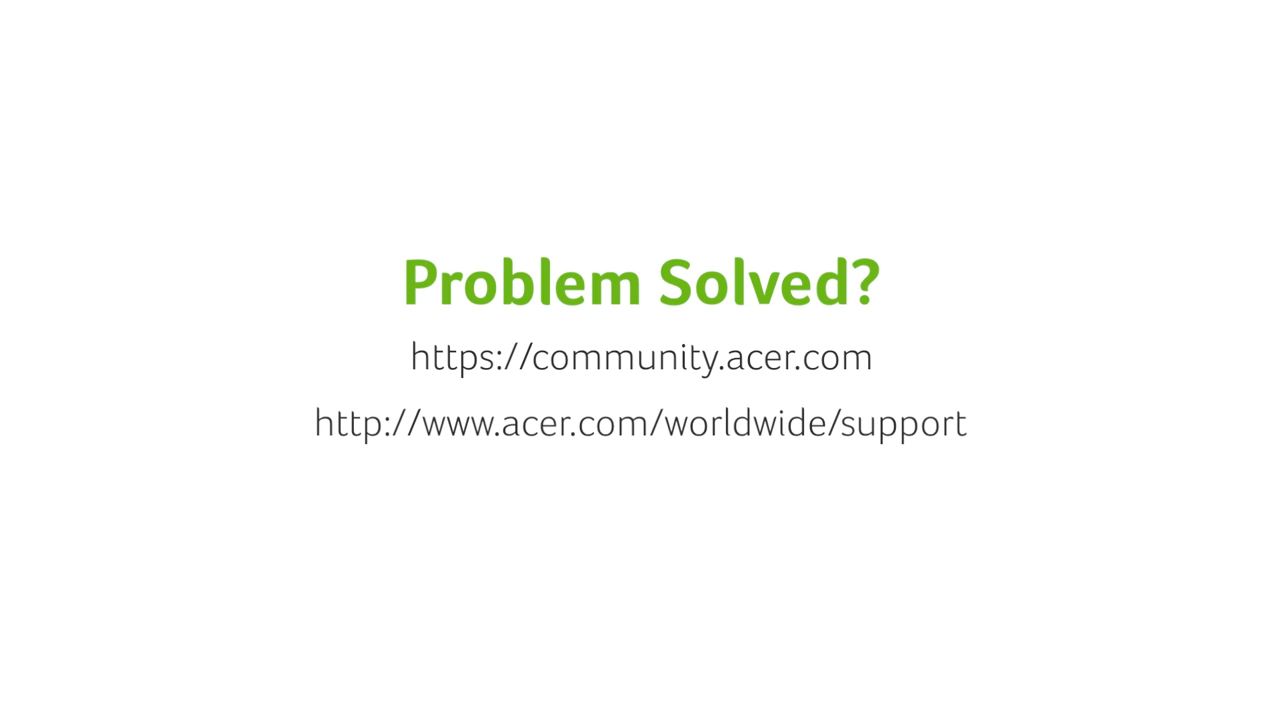 Problem Solved?
https://community.acer.com
http://www.acer.com/worldwide/support